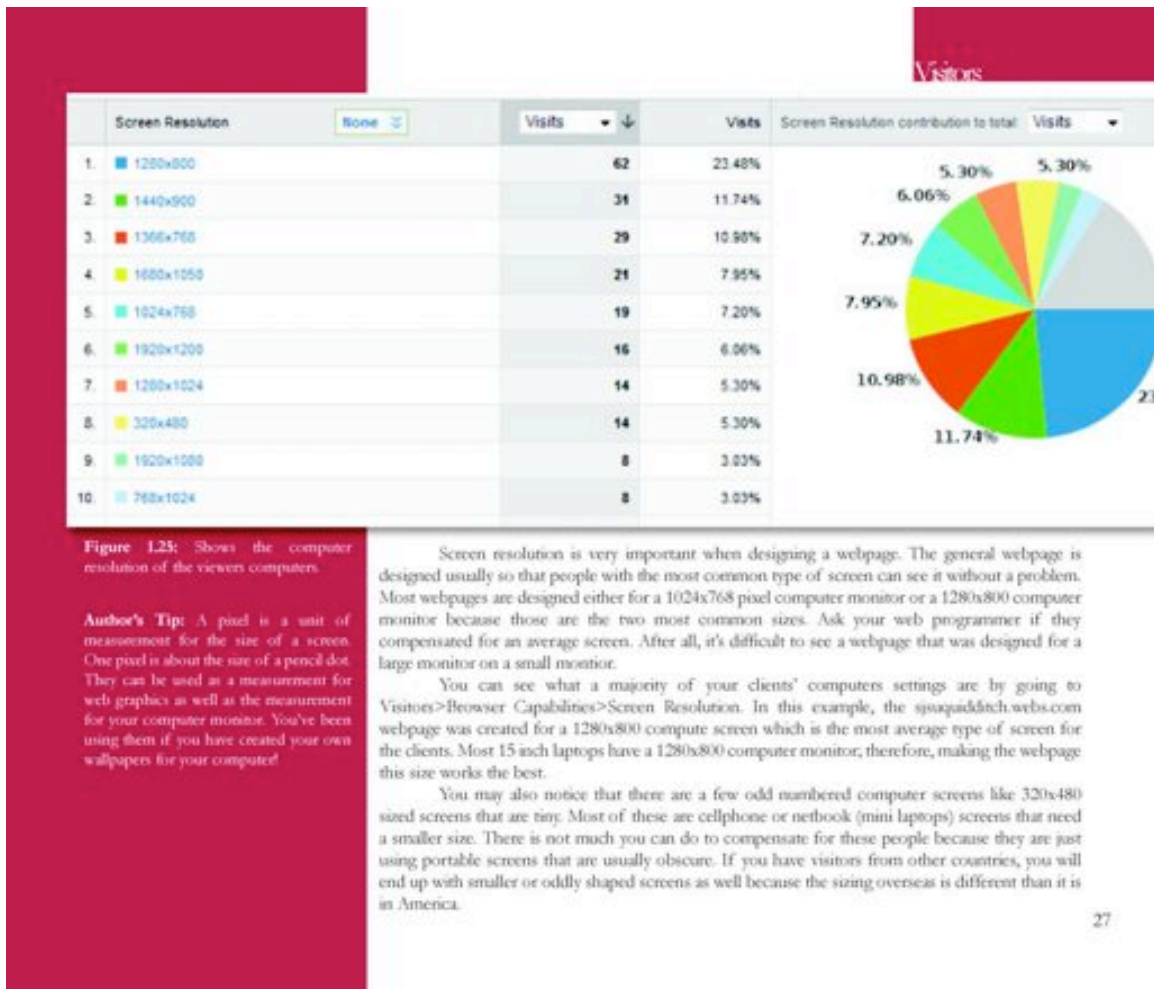 Visitors
Screen Resolution None Visits Visits Screen Resolution contribution to total: Visits
1. 1280x800 62 23.48%
2. 1440x900 31 11.74%
3. 1366x768 29 10.98%
4. 1680x1050 21 7.95%
5. 1024x768 19 7.20%
6. 1920x1200 16 6.06%
7. 1280x1024 14 5.30%
8. 320x480 14 5.30%
9. 1920x1080 8 3.03%
10. 768x1024 8 3.03%
5.30%
5.30%
6.06%
7.20%
7.95%
10.98%
11.74%
23
Figure 1.25: Shows the computer
resolution of the viewers computers.
Author's Tip: A pixel is a unit of
measurement for the size of a screen.
One pixel is about the size of a pencil dot.
They can be used as a measurement for
web graphics as well as the measurement
for your computer monitor. You've been
using them if you have created your own
wallpapers for your computer!
Screen resolution is very important when designing a webpage. The general webpage is
designed usually so that people with the most common type of screen can see it without a problem.
Most webpages are designed either for a 1024x768 pixel computer monitor or a 1280x800 computer
monitor because those are the two most common sizes. Ask your web programmer if they
compensated for an average screen. After all, it's difficult to see a webpage that was designed for a
large monitor on a small montior.
You can see what a majority of your clients' computers settings are by going to
Visitors>Browser Capabilities>Screen Resolution. In this example, the sjsuquidditch.webs.com
webpage was created for a 1280x800 compute screen which is the most average type of screen for
the clients. Most 15 inch laptops have a 1280x800 computer monitor, therefore, making the webpage
this size works the best.
You may also notice that there are a few odd numbered computer screens like 320x480
sized screens that are tiny. Most of these are cellphone or netbook (mini laptops) screens that need
a smaller size. There is not much you can do to compensate for these people because they are just
using portable screens that are usually obscure. If you have visitors from other countries, you will
end up with smaller or oddly shaped screens as well because the sizing overseas is different than it is
in America.
27